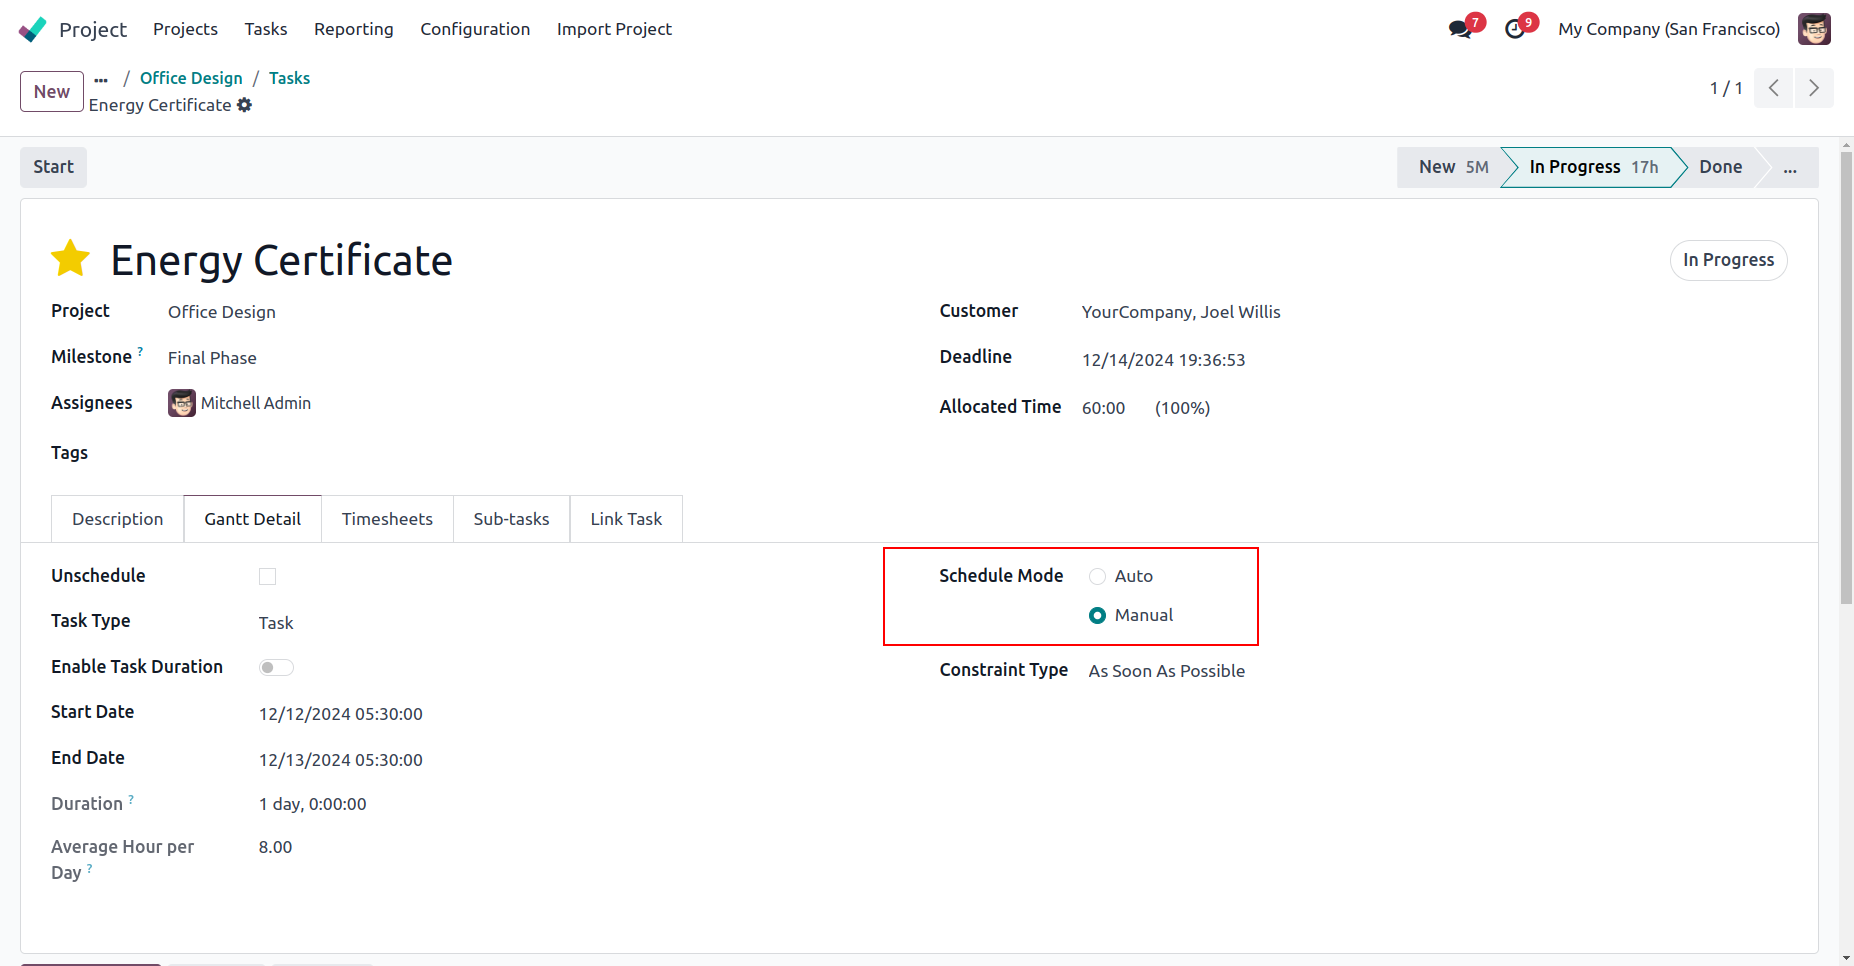 Project Projects Tasks Reporting Configuration Import Project 7 9 My Company (San Francisco)
New ... / Office Design / Tasks
Energy Certificate
1 / 1
Start
New 5M In Progress 17h Done ...
Energy Certificate
In Progress
Project Office Design
Customer YourCompany, Joel Willis
Milestone ? Final Phase
Deadline 12/14/2024 19:36:53
Assignees Mitchell Admin
Allocated Time 60:00 (100%)
Tags
Description Gantt Detail Timesheets Sub-tasks Link Task
Unschedule
Schedule Mode Auto
Manual
Task Type Task
Enable Task Duration
Constraint Type As Soon As Possible
Start Date 12/12/2024 05:30:00
End Date 12/13/2024 05:30:00
Duration ? 1 day, 0:00:00
Average Hour per
Day ?
8.00